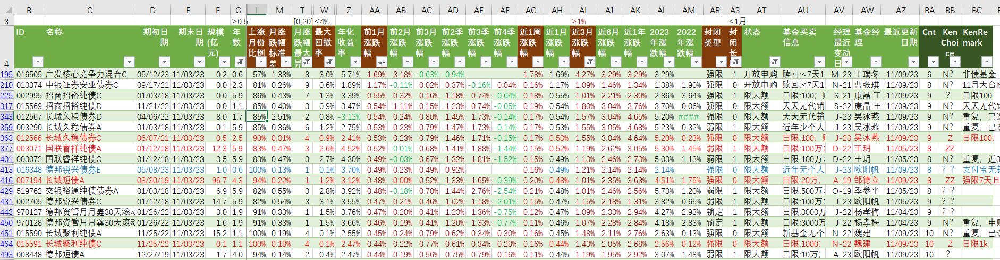 B C D E F G I M T W Z AA AB AC AD AE AF AG AH AI AJ AK AL AM AR AS AT AU AV AW AZ BA BB BC
3 >0.5 [0,20] <4% >1% <1月
4 ID 名称 期初日期 期末日期 规模(亿元) 年数 上涨月份比例 月涨跌幅标准差 月涨跌幅最大异 最大回撤率 年化收益率 前1月涨跌幅 前2月涨跌幅 前3月涨跌幅 前2季涨跌幅 前3季涨跌幅 前4季涨跌幅 近1周涨跌幅 近1月涨跌幅 近3月涨跌幅 近6月涨跌幅 近1年涨跌幅 2023年涨跌幅 2022年涨跌幅 封闭类型 封闭长 状态 基金买卖信息 经理最近变动日 基金经理 最近更新日期 Cnt KenChoice KenRemark
195 016505 广发核心竞争力混合C 05/12/23 11/03/23 0.2 0.6 57% 1.38% 8 3.0% 5.71% 1.69% 3.18% -0.63% -0.94% 1.78% 1.69% 4.27% 3.29% 3.29% 3.29% 强限 1 开放申购 赎回:<7天1. M-23 王瑞冬 11/09/23 6 N? 非债基金
210 013374 中银证券安业债券C 09/17/21 11/03/23 0.0 2.3 81% 0.26% 9 0.6% 1.89% 1.17% -0.11% 0.02% 0.37% -0.16% 0.04% 0.16% 1.17% 1.09% 1.46% 1.34% 1.38% 1.90% 强限 0 开放申购 赎回:<7天1. N-21 曹张琪 11/09/23 8 N? 11月大台阶
225 002995 招商招裕纯债C 01/03/18 11/03/23 0.0 5.9 86% 0.43% 7 1.3% 3.39% 0.55% 0.32% 0.16% 1.18% 0.74% -0.64% 0.18% 0.55% 1.01% 2.21% 2.30% 2.86% 3.64% 强限 1 限大额 日限:100; S-21 康晶 王 11/09/23 9 ? 日限100
317 015569 招商招裕纯债D 11/21/22 11/03/23 0.0 1.1 85% 0.40% 3 0.9% 3.47% 0.54% 1.11% 0.15% 1.23% 0.74% -0.05% 0.19% 0.54% 1.80% 3.04% 3.76% 3.70% 0.06% 强限 0 限大额 天天无代销 S-22 康晶 王 11/09/23 9 N? 天天无代销
343 012567 长城久稳债券D 04/06/22 11/03/23 8.0 1.7 85% 2.51% 2 0.8% -3.12% 0.54% 0.24% 0.80% 1.45% 1.73% -0.14% 0.17% 0.54% 1.57% 3.04% 4.65% 5.20% #### 强限 0 限大额 天天无代销 J-23 吴冰燕 11/09/23 9 N? 重复，已选
359 003290 长城久稳债券A 01/03/18 11/03/23 0.1 5.9 85% 0.36% 6 1.2% 2.75% 0.53% 0.23% 0.79% 1.47% 1.73% -0.14% 0.17% 0.53% 1.55% 3.05% 4.68% 5.23% 0.32% 弱限 1 限大额 近年少个人 J-23 吴冰燕 11/09/23 9 N? 重复，已选
363 012566 长城久稳债券C 06/07/21 11/03/23 0.5 2.5 90% 0.31% 4 0.9% 2.41% 0.53% 0.23% 0.79% 1.46% 1.71% -0.15% 0.17% 0.53% 1.55% 3.04% 4.64% 5.20% 0.23% 强限 0 限大额 日限:100; J-23 吴冰燕 11/09/23 9 Z 日限100;
377 003071 国联睿祥纯债A 01/12/18 11/03/23 12.3 5.9 83% 0.47% 3 2.6% 4.52% 0.52% -0.01% 0.68% 1.41% 1.88% -1.44% 0.15% 0.52% 1.19% 2.62% 3.05% 5.30% 1.45% 弱限 1 限大额 日限:100万; D-22 王玥 11/05/23 8 ZZ
401 003072 国联睿祥纯债C 01/12/18 11/03/23 3.5 5.9 83% 0.47% 3 2.7% 4.30% 0.49% -0.03% 0.67% 1.32% 1.81% -1.52% 0.15% 0.49% 1.13% 2.46% 2.73% 5.03% 1.13% 弱限 1 限大额 日限:100万; D-22 王玥 11/05/23 8 N? 重复; 近3
413 016348 德邦锐兴债券E 05/08/23 11/03/23 1.0 0.6 100% 0.13% 1 0.1% 3.70% 0.49% 0.23% 0.49% 0.92% 0.16% 0.49% 1.21% 2.14% 2.14% 2.14% 强限 0 限大额 近年无个人 J-23 欧阳帆 11/09/23 8 ? ? 支付宝无销
416 007194 长城短债A 08/30/19 11/03/23 96.7 4.3 94% 0.22% 1 1.2% 3.12% 0.48% 0.00% 0.52% 1.33% 1.65% -0.39% 0.20% 0.48% 1.01% 2.35% 3.63% 4.51% 1.75% 强限 0 限大额 日限:20万; A-19 邹德立 11/09/23 8 ZZ 强限7天且
429 519762 交银裕通纯债债券A 01/03/18 11/03/23 6.9 5.9 82% 0.55% 3 2.8% 3.92% 0.48% -0.18% 0.70% 1.44% 2.76% -2.54% 0.21% 0.48% 1.01% 2.46% 2.56% 5.73% 1.20% 弱限 1 限大额 日限:500万; O-19 季参平 11/05/23 8 ? ?
431 002705 德邦锐兴债券C 01/12/18 11/03/23 14.7 5.9 82% 0.54% 3 3.1% 3.55% 0.47% 0.21% 0.46% 1.02% 1.18% -2.01% 0.15% 0.47% 1.15% 2.18% 1.31% 3.82% 0.65% 弱限 1 限大额 日限:100万; J-23 欧阳帆 11/05/23 9 ? ?
443 970127 德邦资管月月鑫30天滚动 01/26/22 11/03/23 3.0 1.9 91% 0.33% 1 1.5% 3.76% 0.47% 0.20% 0.41% 1.23% 1.36% -0.75% 0.12% 0.47% 1.09% 2.33% 2.94% 4.27% 2.93% 锁定 1 限大额 日限:3000万 J-22 杨孝梅 11/05/23 9 ? ?
450 970128 德邦资管月月鑫30天滚动 01/26/22 11/03/23 1.6 1.9 91% 0.33% 1 1.5% 3.66% 0.46% 0.19% 0.41% 1.20% 1.33% -0.77% 0.11% 0.46% 1.07% 2.28% 2.84% 4.18% 2.83% 锁定 1 限大额 日限:3000万 J-22 杨孝梅 11/04/23 9 N? 重复，申购
451 015590 长城聚利纯债A 11/25/22 11/03/23 15.2 1.1 100% 0.19% 4 0.1% 2.55% 0.45% 0.24% 0.79% 0.62% 0.34% 0.30% 0.16% 0.45% 1.48% 2.11% 2.76% 2.63% 0.13% 强限 0 限大额 新基金无个 N-22 魏建 11/09/23 10 N? 重复，已选
464 015591 长城聚利纯债C 11/25/22 11/03/23 0.1 1.1 100% 0.18% 4 0.1% 2.47% 0.44% 0.22% 0.77% 0.61% 0.34% 0.28% 0.16% 0.44% 1.43% 2.05% 2.68% 2.56% 0.12% 强限 0 限大额 日限:1000; N-22 魏建 11/09/23 10 Z 日限1k
493 008448 德邦短债A 12/27/19 11/03/23 1.7 4.0 94% 0.14% 2 0.4% 2.47% 0.44% 0.19% 0.56% 0.75% 0.79% 0.16% 0.11% 0.44% 1.19% 1.95% 2.92% 3.07% 1.48% 弱限 1 限大额 日限:10万; A-23 欧阳帆 11/05/23 10 ?